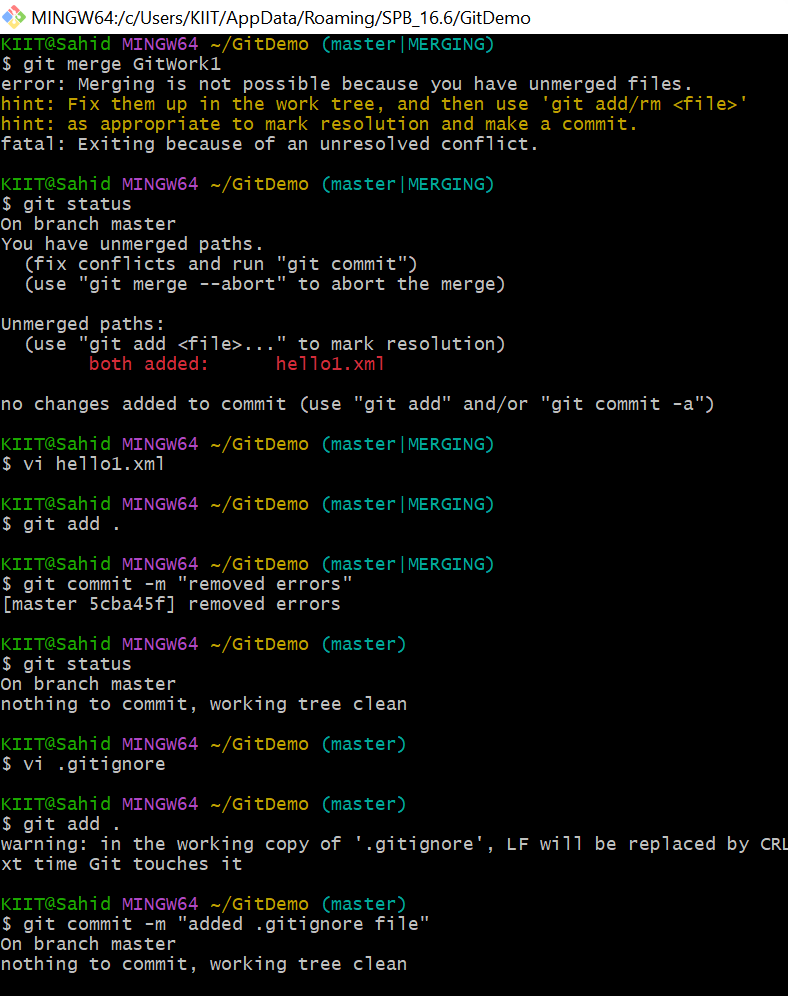 MINGW64:/c/Users/KIIT/AppData/Roaming/SPB_16.6/GitDemo
KIIT@Sahid MINGW64 ~/GitDemo (master|MERGING)
$ git merge GitWork1
error: Merging is not possible because you have unmerged files.
hint: Fix them up in the work tree, and then use 'git add/rm <file>'
hint: as appropriate to mark resolution and make a commit.
fatal: Exiting because of an unresolved conflict.
KIIT@Sahid MINGW64 ~/GitDemo (master|MERGING)
$ git status
On branch master
You have unmerged paths.
  (fix conflicts and run "git commit")
  (use "git merge --abort" to abort the merge)
Unmerged paths:
  (use "git add <file>..." to mark resolution)
        both added:      hello1.xml
no changes added to commit (use "git add" and/or "git commit -a")
KIIT@Sahid MINGW64 ~/GitDemo (master|MERGING)
$ vi hello1.xml
KIIT@Sahid MINGW64 ~/GitDemo (master|MERGING)
$ git add .
KIIT@Sahid MINGW64 ~/GitDemo (master|MERGING)
$ git commit -m "removed errors"
[master 5cba45f] removed errors
KIIT@Sahid MINGW64 ~/GitDemo (master)
$ git status
On branch master
nothing to commit, working tree clean
KIIT@Sahid MINGW64 ~/GitDemo (master)
$ vi .gitignore
KIIT@Sahid MINGW64 ~/GitDemo (master)
$ git add .
warning: in the working copy of '.gitignore', LF will be replaced by CRL
xt time Git touches it
KIIT@Sahid MINGW64 ~/GitDemo (master)
$ git commit -m "added .gitignore file"
On branch master
nothing to commit, working tree clean